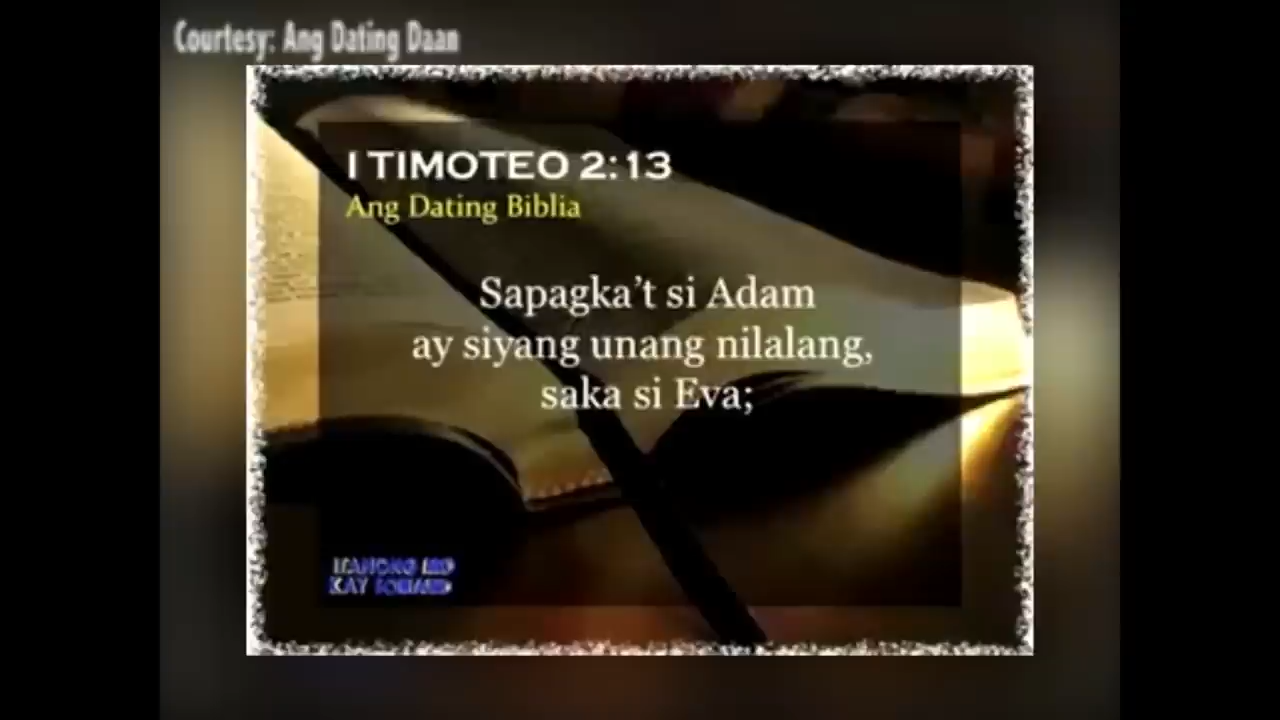 Courtesy: Ang Dating Daan
I TIMOTEO 2:13
Ang Dating Biblia
Sapagka't si Adam
ay siyang unang nilalang,
saka si Eva;
KAY